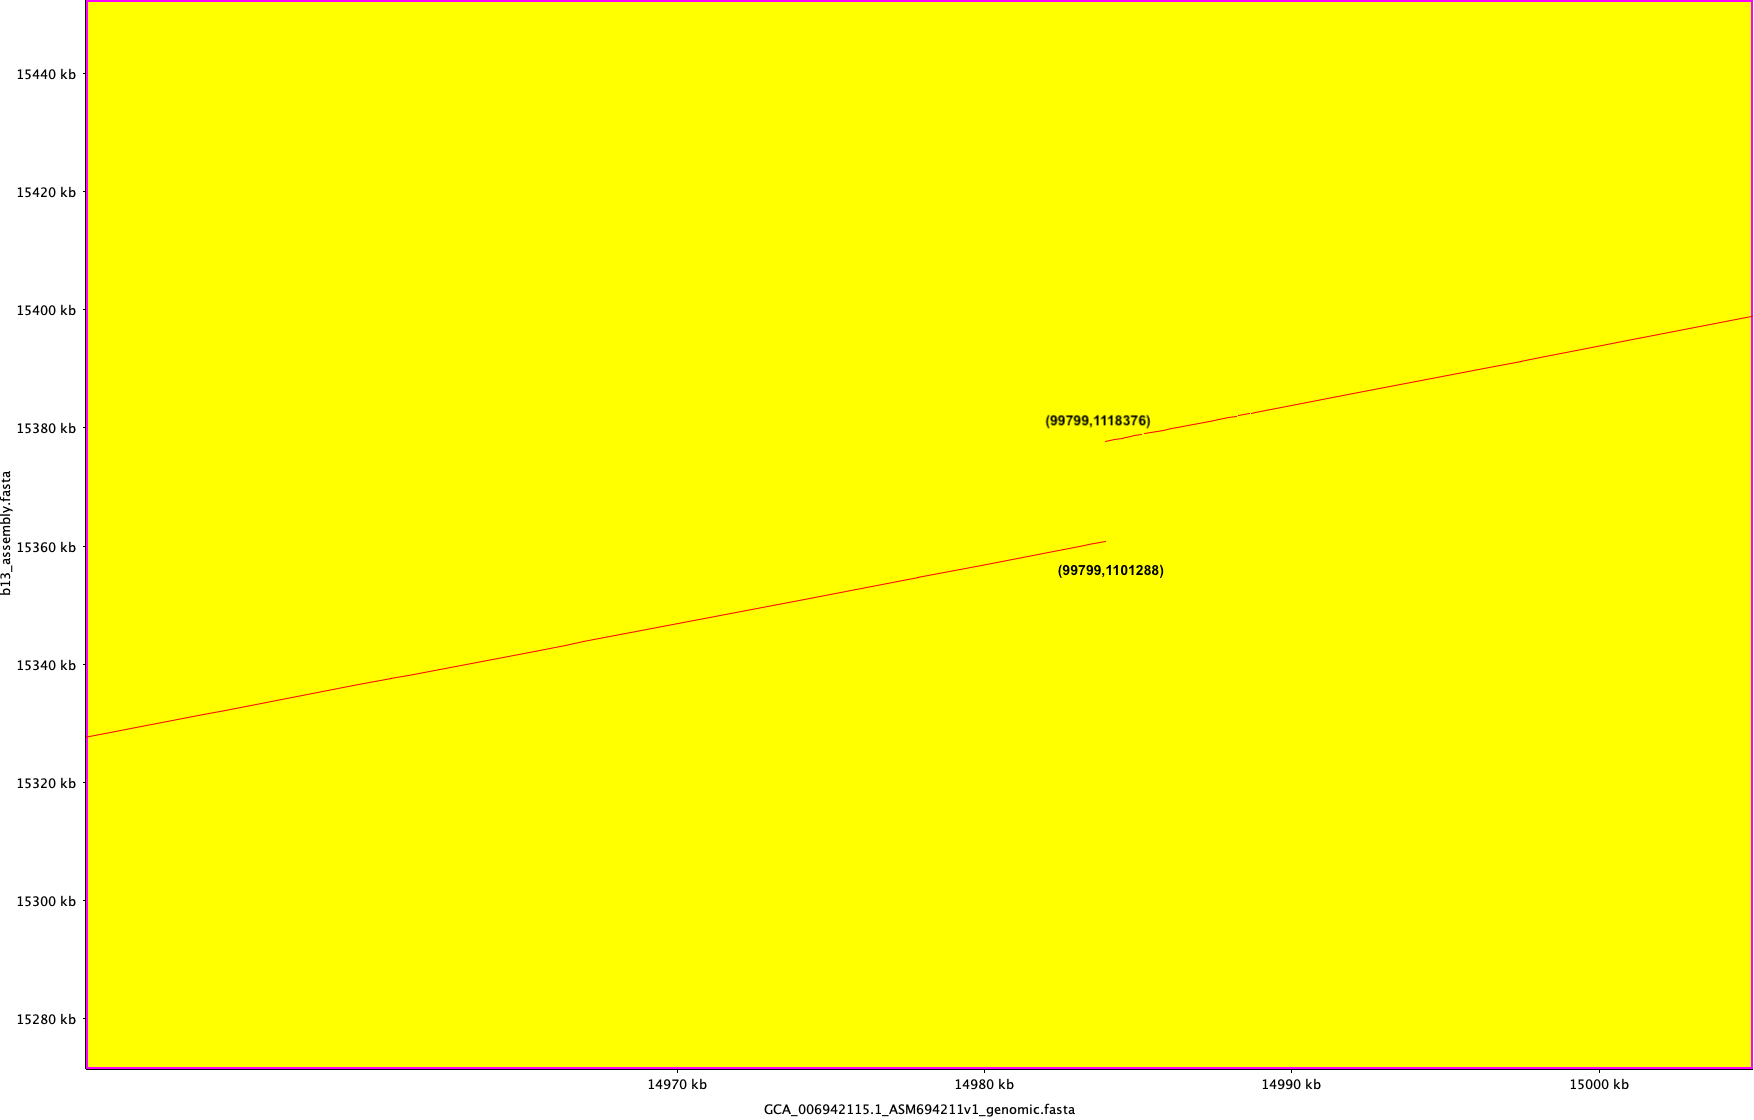 15440 kb
15420 kb
15400 kb
15380 kb
15360 kb
15340 kb
15320 kb
15300 kb
15280 kb
b13_assembly.fasta
(99799,1118376)
(99799,1101288)
14970 kb
14980 kb
14990 kb
15000 kb
GCA_006942115.1_ASM694211v1_genomic.fasta